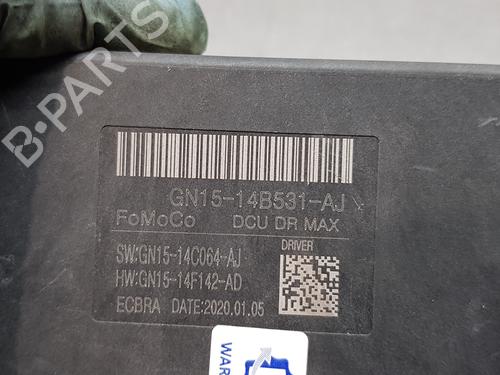 B-PARTS
GN15-14B531-AJ
FoMoCo DCU DR MAX
SW:GN15-14C064-AJ DRIVER
HW:GN15-14F142-AD
ECBRA DATE:2020.01.05
WAR